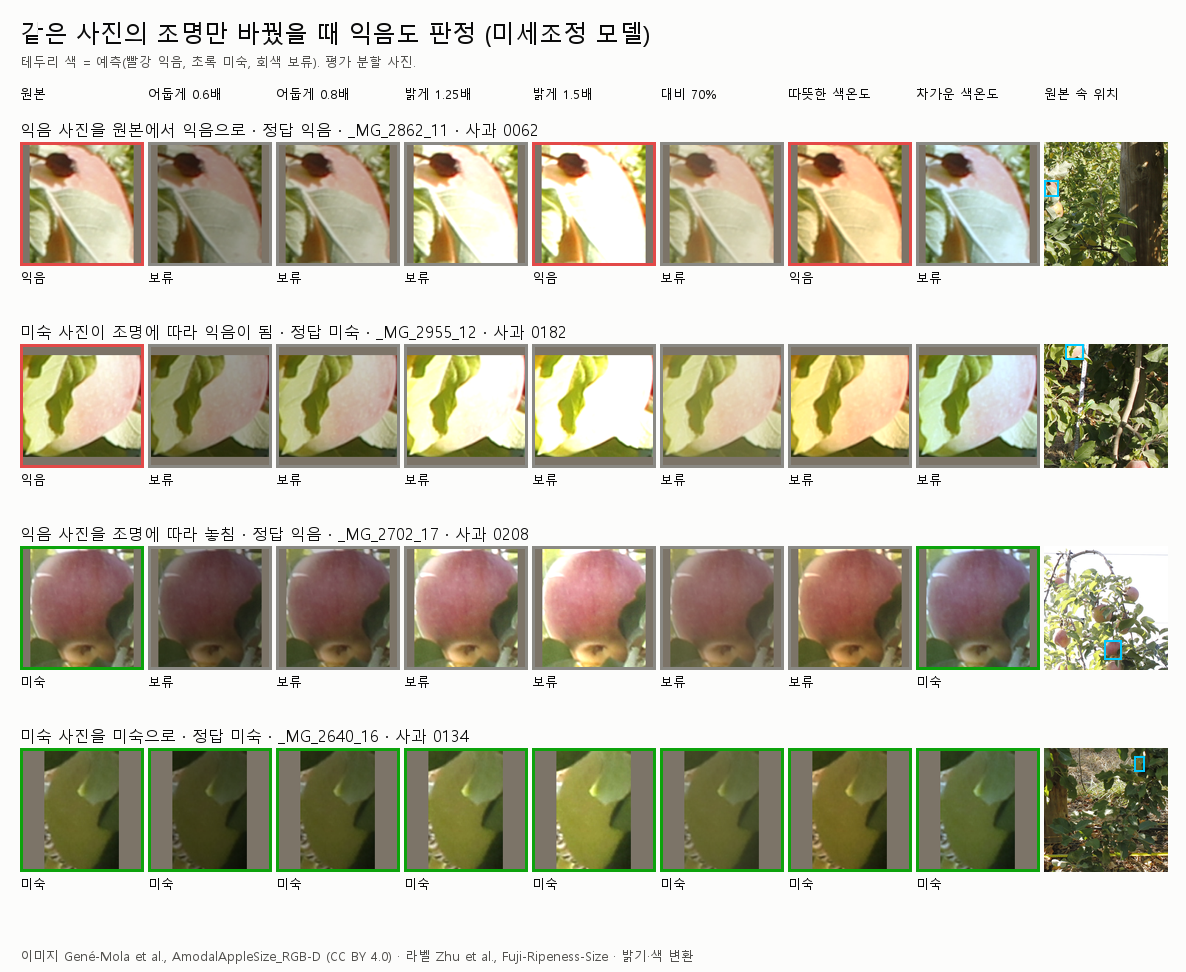 같은 사진의 조명만 바꿨을 때 익음도 판정 (미세조정 모델)
테두리 색 = 예측(빨강 익음, 초록 미숙, 회색 보류). 평가 분할 사진.
원본 어둡게 0.6배 어둡게 0.8배 밝게 1.25배 밝게 1.5배 대비 70% 따뜻한 색온도 차가운 색온도 원본 속 위치
익음 사진을 원본에서 익음으로 · 정답 익음 · _MG_2862_11 · 사과 0062
익음 보류 보류 보류 익음 보류 익음 보류
미숙 사진이 조명에 따라 익음이 됨 · 정답 미숙 · _MG_2955_12 · 사과 0182
익음 보류 보류 보류 보류 보류 보류 보류
익음 사진을 조명에 따라 놓침 · 정답 익음 · _MG_2702_17 · 사과 0208
미숙 보류 보류 보류 보류 보류 보류 미숙
미숙 사진을 미숙으로 · 정답 미숙 · _MG_2640_16 · 사과 0134
미숙 미숙 미숙 미숙 미숙 미숙 미숙 미숙
이미지 Gené-Mola et al., AmodalAppleSize_RGB-D (CC BY 4.0) · 라벨 Zhu et al., Fuji-Ripeness-Size · 밝기·색 변환